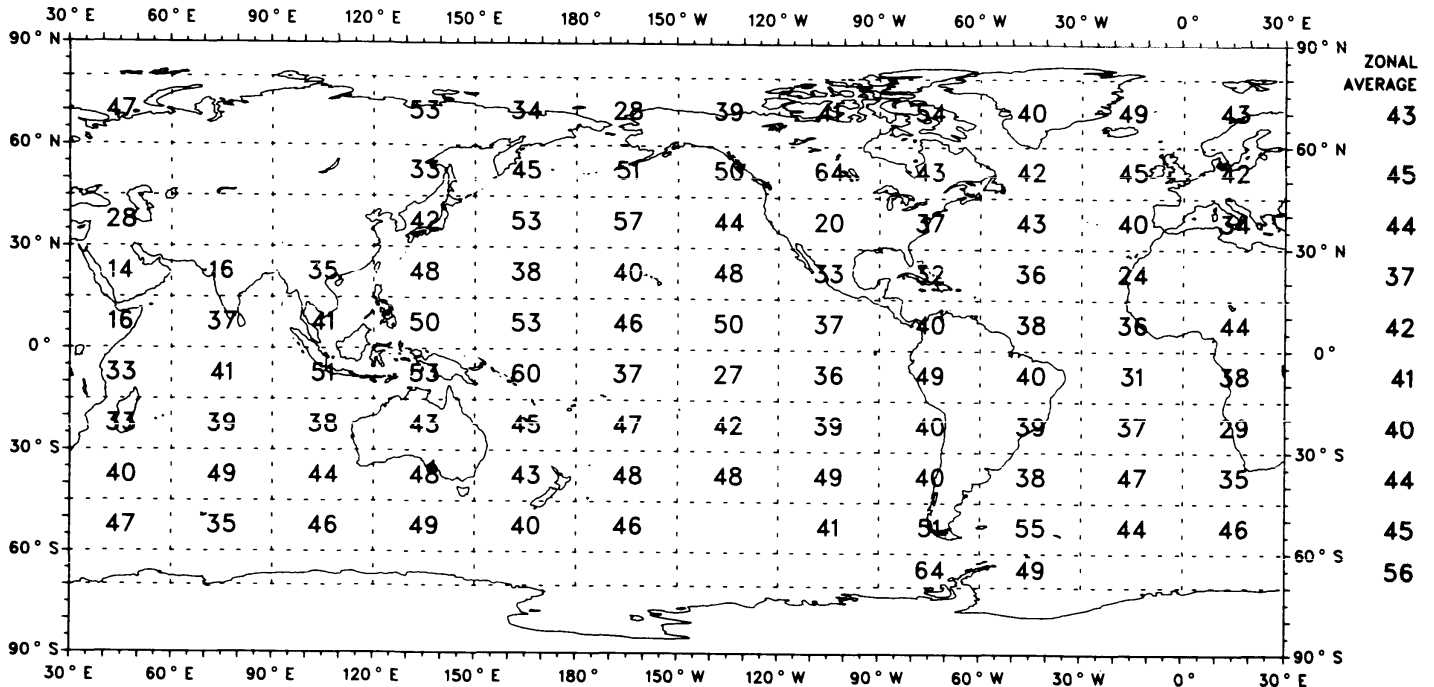 30° E 60° E 90° E 120° E 150° E 180° 150° W 120° W 90° W 60° W 30° W 0° 30° E
90° N 90° N
ZONAL
AVERAGE
47 53 34 28 39 41 54 40 49 43 43
60° N 60° N
33 45 51 50 64 43 42 45 42 45
28 42 53 57 44 20 37 43 40 34 44
30° N 30° N
14 16 35 48 38 40 48 33 32 36 24 37
16 37 41 50 53 46 50 37 40 38 36 44 42
0° 0°
33 41 51 53 60 37 27 36 49 40 31 38 41
33 39 38 43 45 47 42 39 40 39 37 29 40
30° S 30° S
40 49 44 48 43 48 48 49 40 38 47 35 44
47 35 46 49 40 46 41 51 55 44 46 45
60° S 60° S
64 49 56
90° S 90° S
30° E 60° E 90° E 120° E 150° E 180° 150° W 120° W 90° W 60° W 30° W 0° 30° E